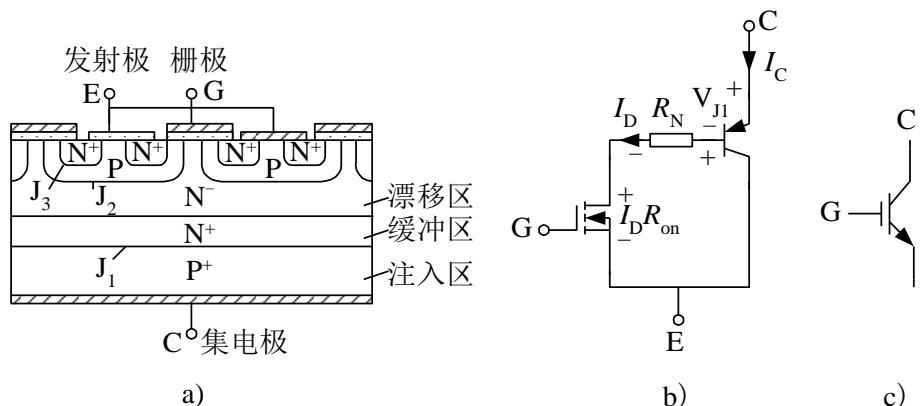 发射极 栅极
E G
N+ N+ N+ N+
P P
J3 J2
N− 漂移区
N+ 缓冲区
J1
P+ 注入区
C 集电极
a)
C
IC
VJ1
+
ID RN −
− +
+
G IDRon
−
E
b)
C
G
c)